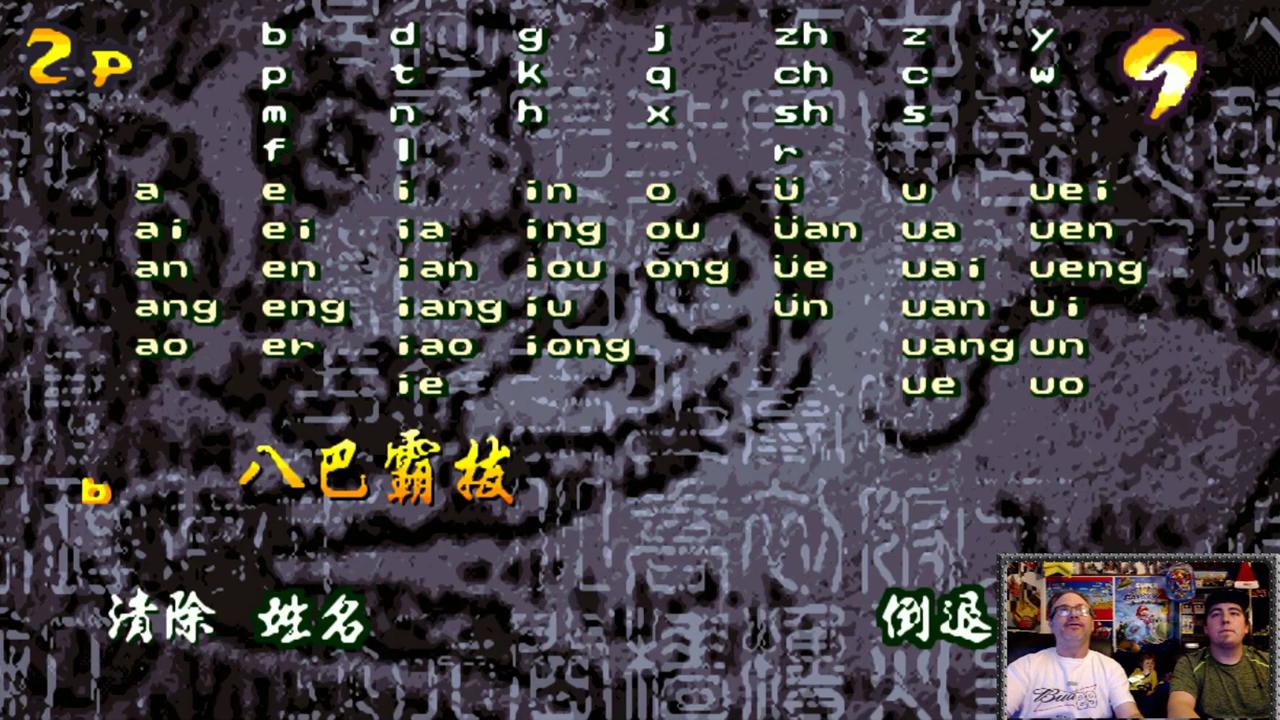 2p b d g j zh z y 9
p t k q ch c w
m n h x sh s
f l r
a e i in o ü u uei
ai ei ia ing ou üan ua uen
an en ian iou ong üe uai ueng
ang eng iang iu ün uan ui
ao er iao iong uang un
ie ue uo
b 八巴霸拔
清除 姓名 倒退